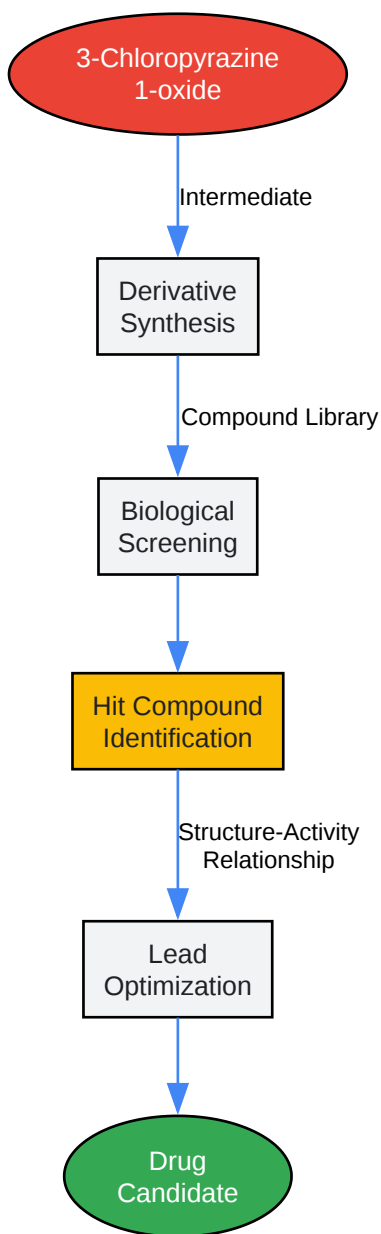 3-Chloropyrazine
1-oxide
Intermediate
Derivative
Synthesis
Compound Library
Biological
Screening
Hit Compound
Identification
Structure-Activity
Relationship
Lead
Optimization
Drug
Candidate